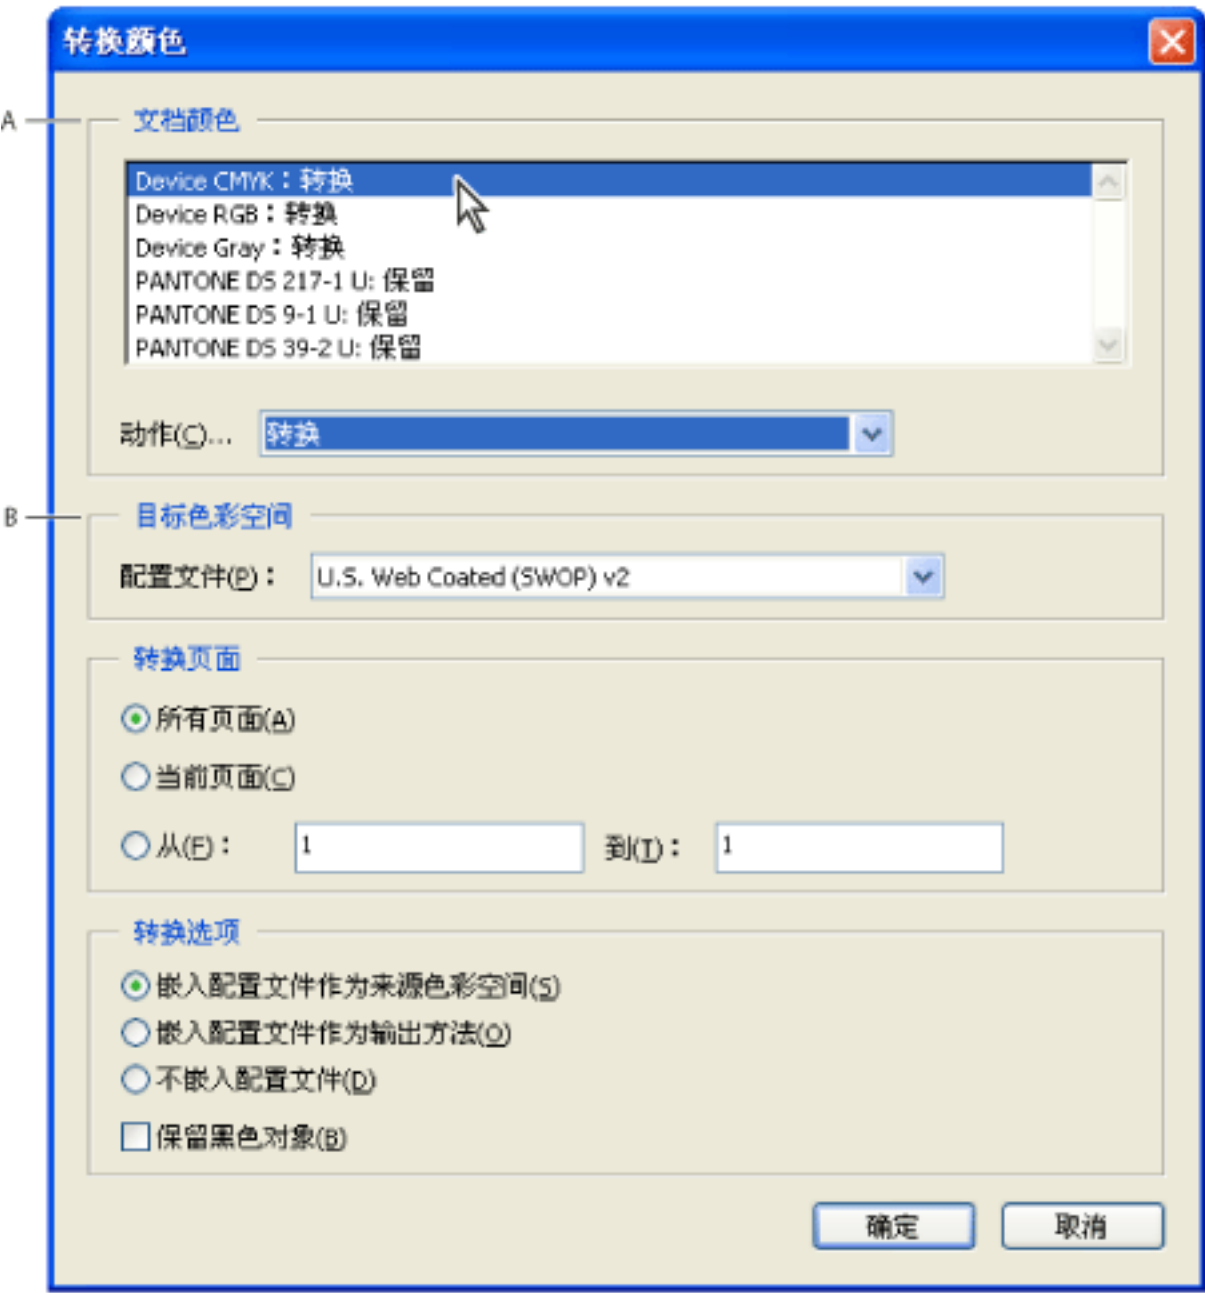 转换颜色
A
文档颜色
Device CMYK：转换
Device RGB：转换
Device Gray：转换
PANTONE DS 217-1 U: 保留
PANTONE DS 9-1 U: 保留
PANTONE DS 39-2 U: 保留
动作(C)... 转换
B
目标色彩空间
配置文件(P)： U.S. Web Coated (SWOP) v2
转换页面
所有页面(A)
当前页面(C)
从(F)： 1 到(T)： 1
转换选项
嵌入配置文件作为来源色彩空间(S)
嵌入配置文件作为输出方法(O)
不嵌入配置文件(D)
保留黑色对象(B)
确定 取消